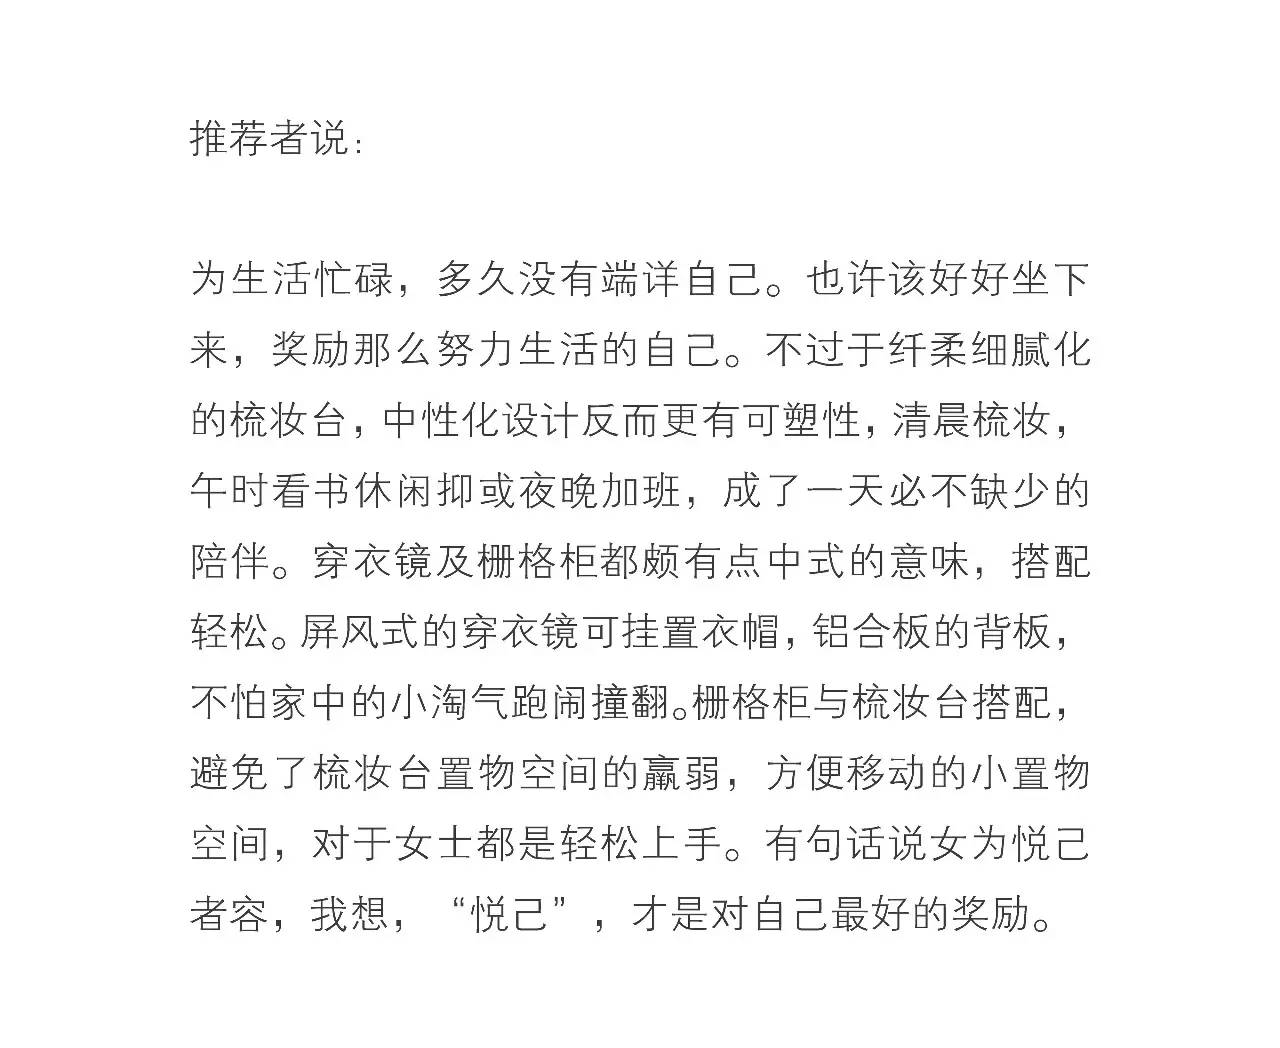 推荐者说：
为生活忙碌，多久没有端详自己。也许该好好坐下
来，奖励那么努力生活的自己。不过于纤柔细腻化
的梳妆台，中性化设计反而更有可塑性，清晨梳妆，
午时看书休闲抑或夜晚加班，成了一天必不缺少的
陪伴。穿衣镜及栅格柜都颇有点中式的意味，搭配
轻松。屏风式的穿衣镜可挂置衣帽，铝合板的背板，
不怕家中的小淘气跑闹撞翻。栅格柜与梳妆台搭配，
避免了梳妆台置物空间的羸弱，方便移动的小置物
空间，对于女士都是轻松上手。有句话说女为悦己
者容，我想，“悦己”，才是对自己最好的奖励。